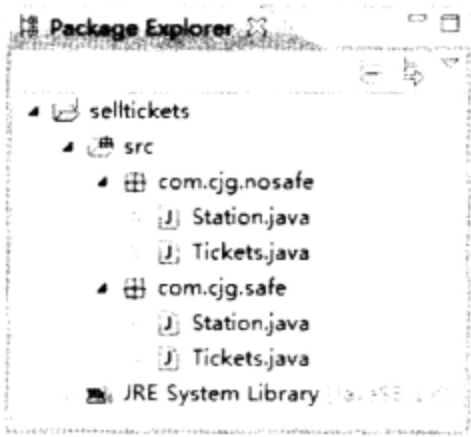 Package Explorer
selltickets
src
com.cjg.nosafe
J Station.java
J Tickets.java
com.cjg.safe
J Station.java
J Tickets.java
JRE System Library